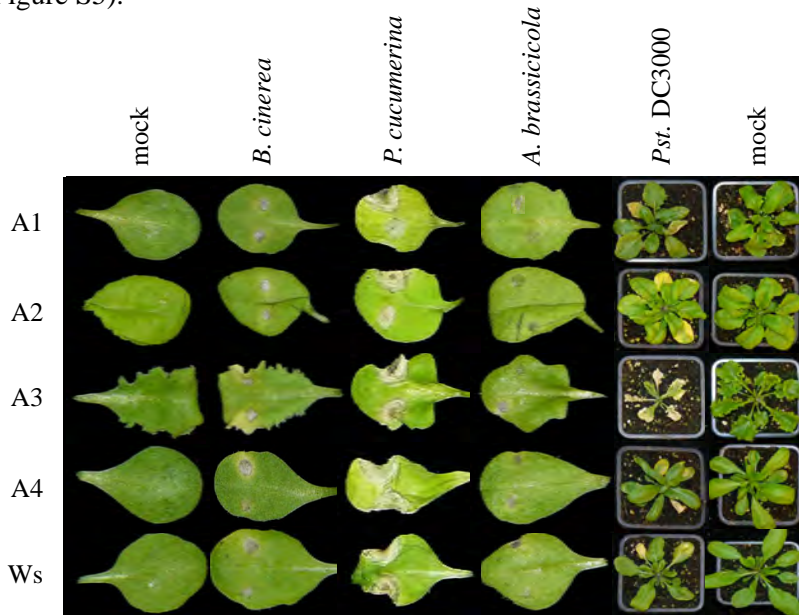 igure S5).
mock
B. cinerea
P. cucumerina
A. brassicicola
Pst. DC3000
mock
A1
A2
A3
A4
Ws